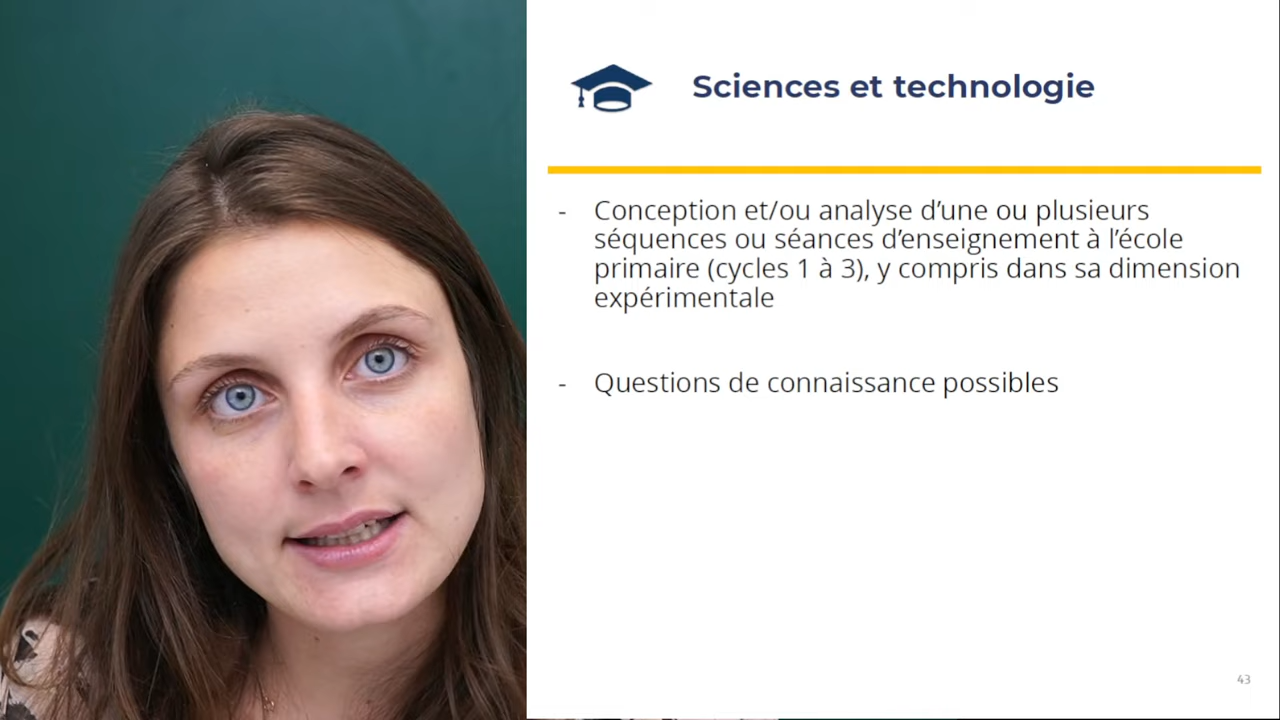 Sciences et technologie
- Conception et/ou analyse d’une ou plusieurs
séquences ou séances d’enseignement à l’école
primaire (cycles 1 à 3), y compris dans sa dimension
expérimentale
- Questions de connaissance possibles
43